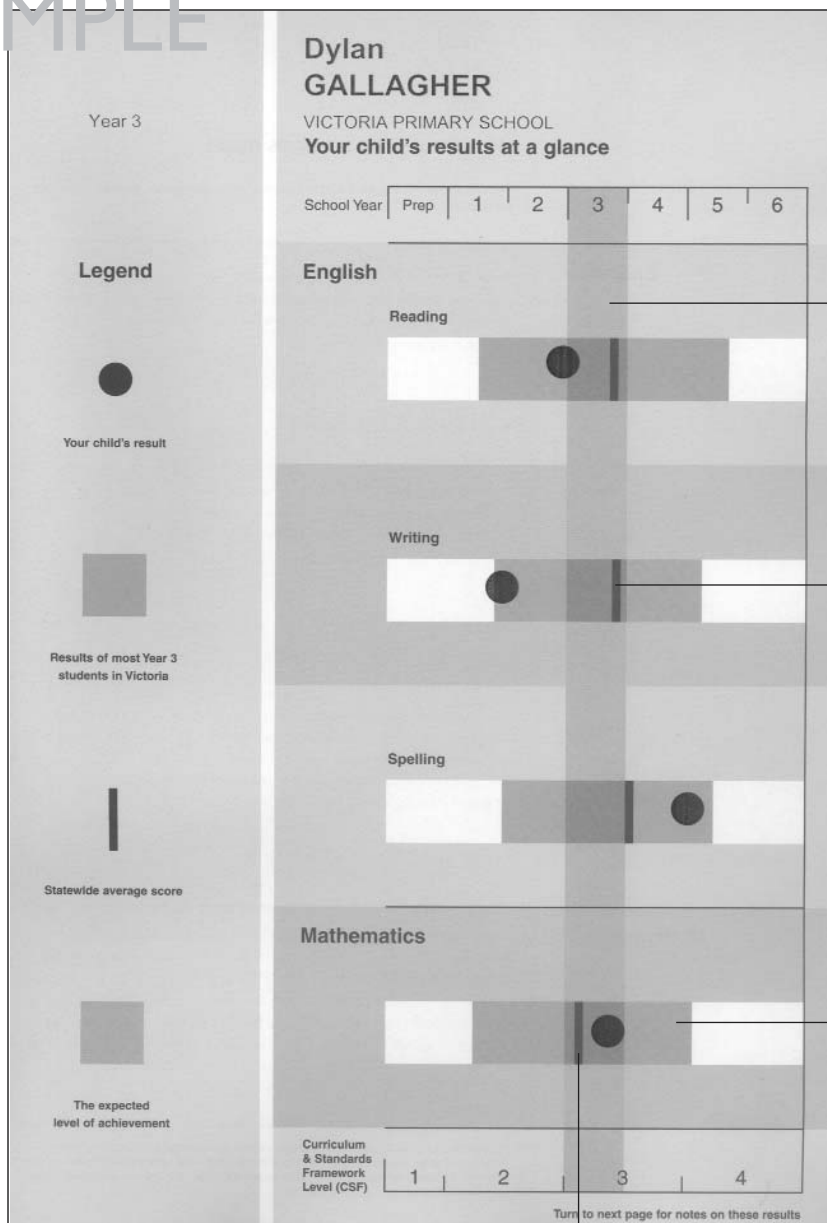 MPLE
Dylan
GALLAGHER
Year 3
VICTORIA PRIMARY SCHOOL
Your child's results at a glance
School Year Prep 1 2 3 4 5 6
Legend
English
Reading
Your child's result
Writing
Results of most Year 3
students in Victoria
Spelling
Statewide average score
Mathematics
The expected
level of achievement
Curriculum
& Standards
Framework
Level (CSF)
1 2 3 4
Turn to next page for notes on these results